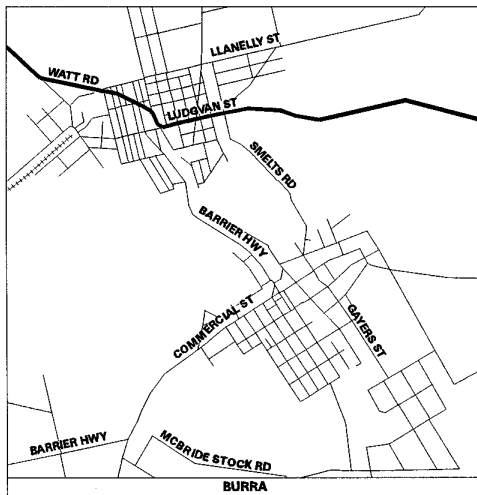 LLANELLY ST
WATT RD
LUDGVAN ST
SMELTS RD
BARRIER HWY
COMMERCIAL ST
GAYERS ST
BARRIER HWY
MCBRIDE STOCK RD
BURRA